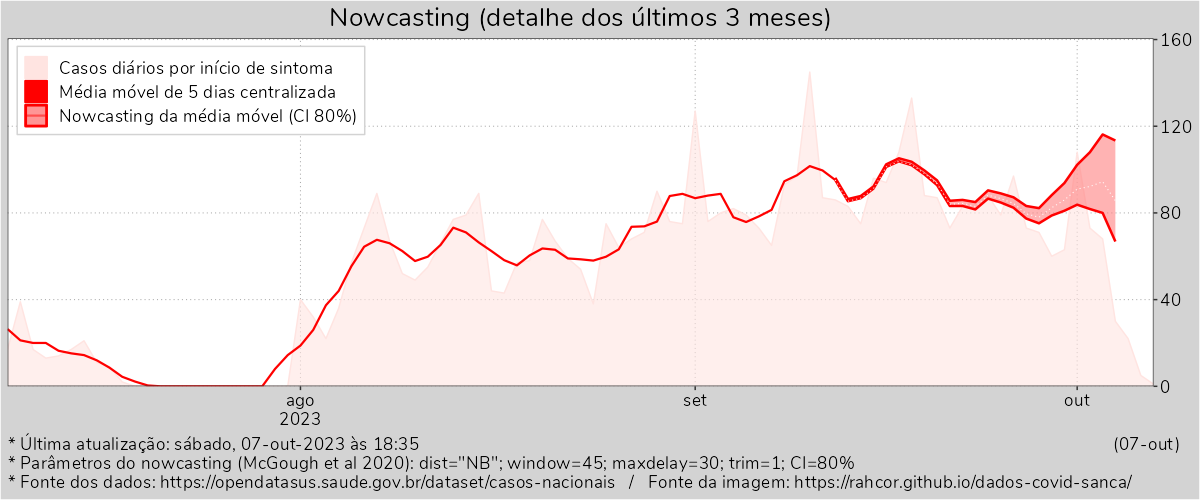 Nowcasting (detalhe dos últimos 3 meses)
160
Casos diários por início de sintoma
Média móvel de 5 dias centralizada
Nowcasting da média móvel (CI 80%)
120
80
40
0
ago set out
2023
* Última atualização: sábado, 07-out-2023 às 18:35 (07-out)
* Parâmetros do nowcasting (McGough et al 2020): dist="NB"; window=45; maxdelay=30; trim=1; CI=80%
* Fonte dos dados: https://opendatasus.saude.gov.br/dataset/casos-nacionais / Fonte da imagem: https://rahcor.github.io/dados-covid-sanca/